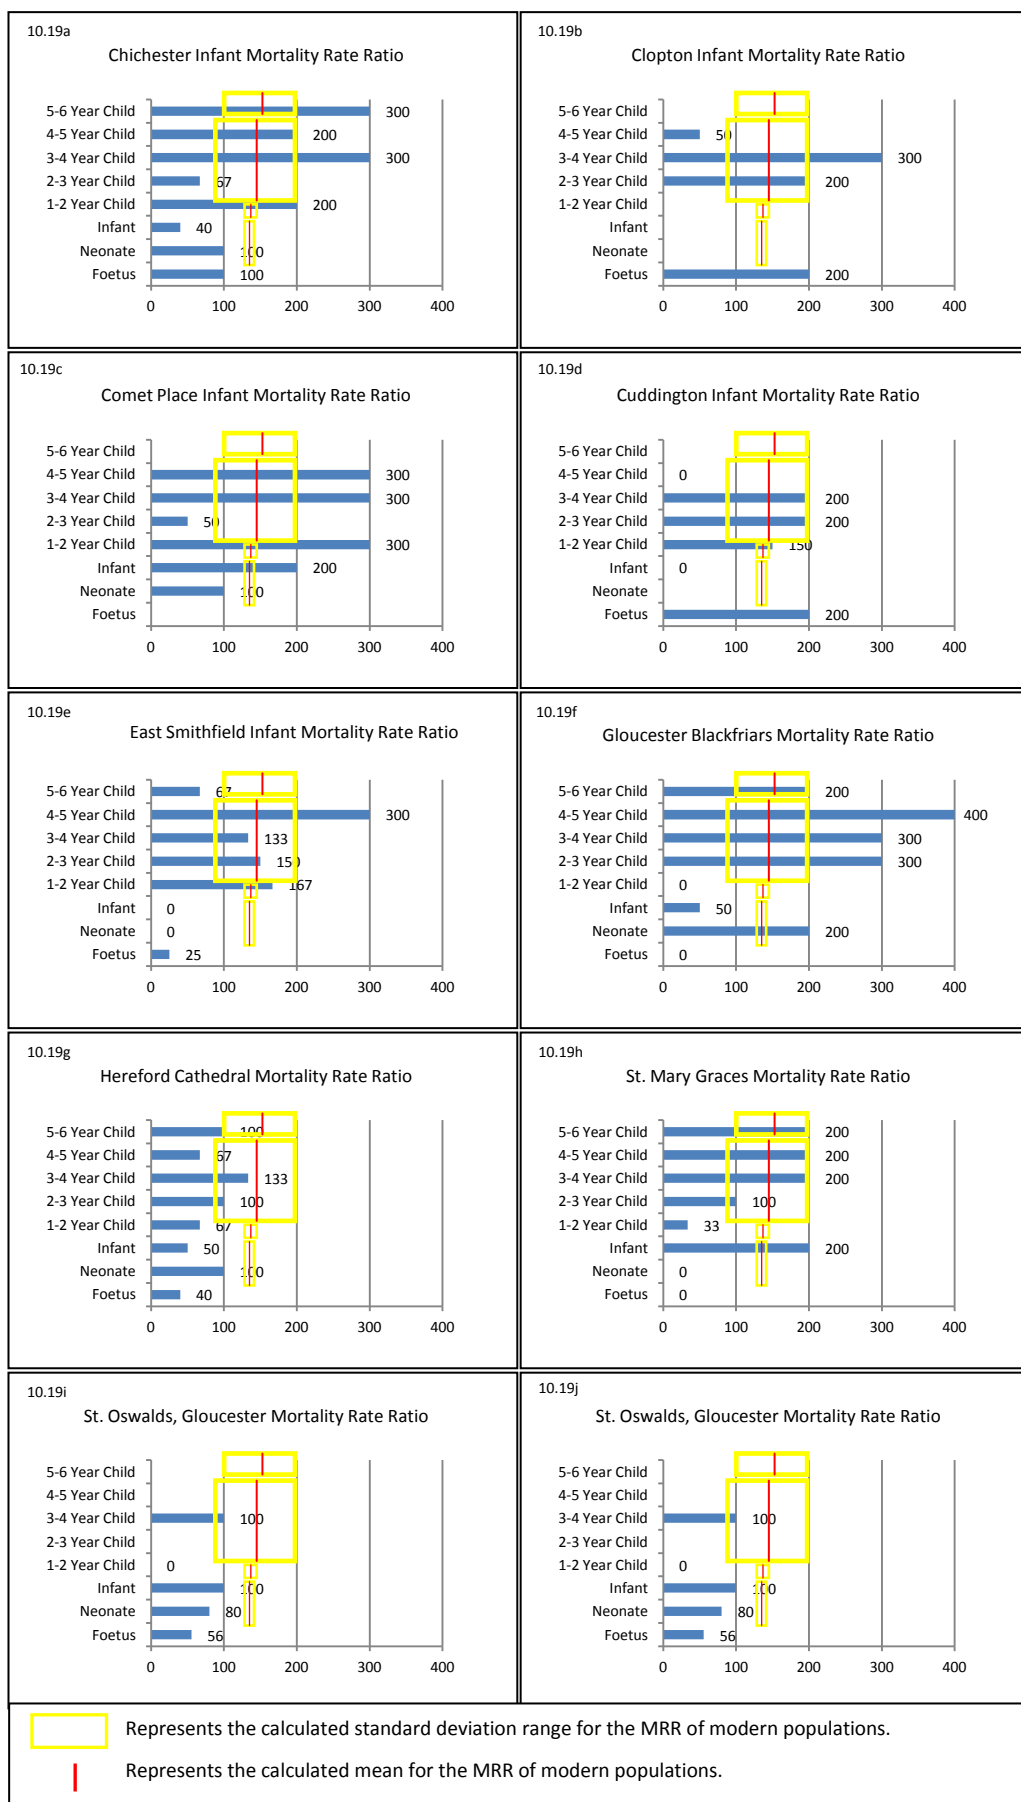 10.19a
Chichester Infant Mortality Rate Ratio
5-6 Year Child 300
4-5 Year Child 200
3-4 Year Child 300
2-3 Year Child 67
1-2 Year Child 200
Infant 40
Neonate 100
Foetus 100
0 100 200 300 400
10.19b
Clopton Infant Mortality Rate Ratio
5-6 Year Child
4-5 Year Child 50
3-4 Year Child 300
2-3 Year Child 200
1-2 Year Child
Infant
Neonate
Foetus 200
0 100 200 300 400
10.19c
Comet Place Infant Mortality Rate Ratio
5-6 Year Child
4-5 Year Child 300
3-4 Year Child 300
2-3 Year Child 50
1-2 Year Child 300
Infant 200
Neonate 100
Foetus
0 100 200 300 400
10.19d
Cuddington Infant Mortality Rate Ratio
5-6 Year Child
4-5 Year Child 0
3-4 Year Child 200
2-3 Year Child 200
1-2 Year Child 150
Infant 0
Neonate
Foetus 200
0 100 200 300 400
10.19e
East Smithfield Infant Mortality Rate Ratio
5-6 Year Child 67
4-5 Year Child 300
3-4 Year Child 133
2-3 Year Child 150
1-2 Year Child 167
Infant 0
Neonate 0
Foetus 25
0 100 200 300 400
10.19f
Gloucester Blackfriars Mortality Rate Ratio
5-6 Year Child 200
4-5 Year Child 400
3-4 Year Child 300
2-3 Year Child 300
1-2 Year Child 0
Infant 50
Neonate 200
Foetus 0
0 100 200 300 400
10.19g
Hereford Cathedral Mortality Rate Ratio
5-6 Year Child 100
4-5 Year Child 67
3-4 Year Child 133
2-3 Year Child 100
1-2 Year Child 67
Infant 50
Neonate 100
Foetus 40
0 100 200 300 400
10.19h
St. Mary Graces Mortality Rate Ratio
5-6 Year Child 200
4-5 Year Child 200
3-4 Year Child 200
2-3 Year Child 100
1-2 Year Child 33
Infant 200
Neonate 0
Foetus 0
0 100 200 300 400
10.19i
St. Oswalds, Gloucester Mortality Rate Ratio
5-6 Year Child
4-5 Year Child
3-4 Year Child 100
2-3 Year Child
1-2 Year Child 0
Infant 100
Neonate 80
Foetus 56
0 100 200 300 400
10.19j
St. Oswalds, Gloucester Mortality Rate Ratio
5-6 Year Child
4-5 Year Child
3-4 Year Child 100
2-3 Year Child
1-2 Year Child 0
Infant 100
Neonate 80
Foetus 56
0 100 200 300 400
Represents the calculated standard deviation range for the MRR of modern populations.
Represents the calculated mean for the MRR of modern populations.